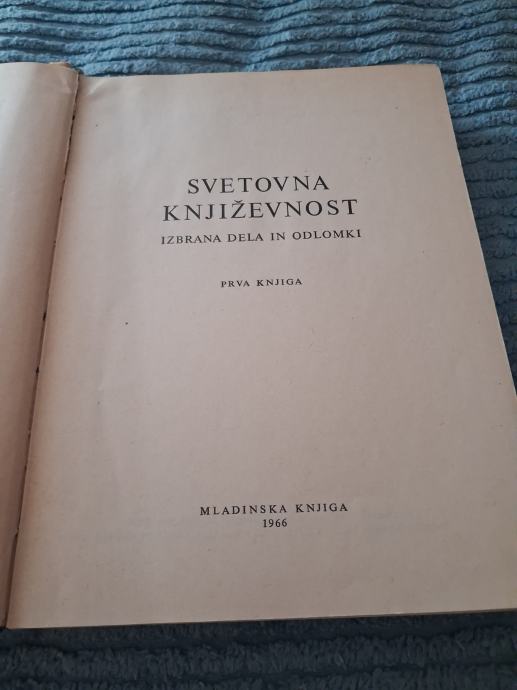 SVETOVNA
KNJIŽEVNOST
IZBRANA DELA IN ODLOMKI
PRVA KNJIGA
MLADINSKA KNJIGA
1966